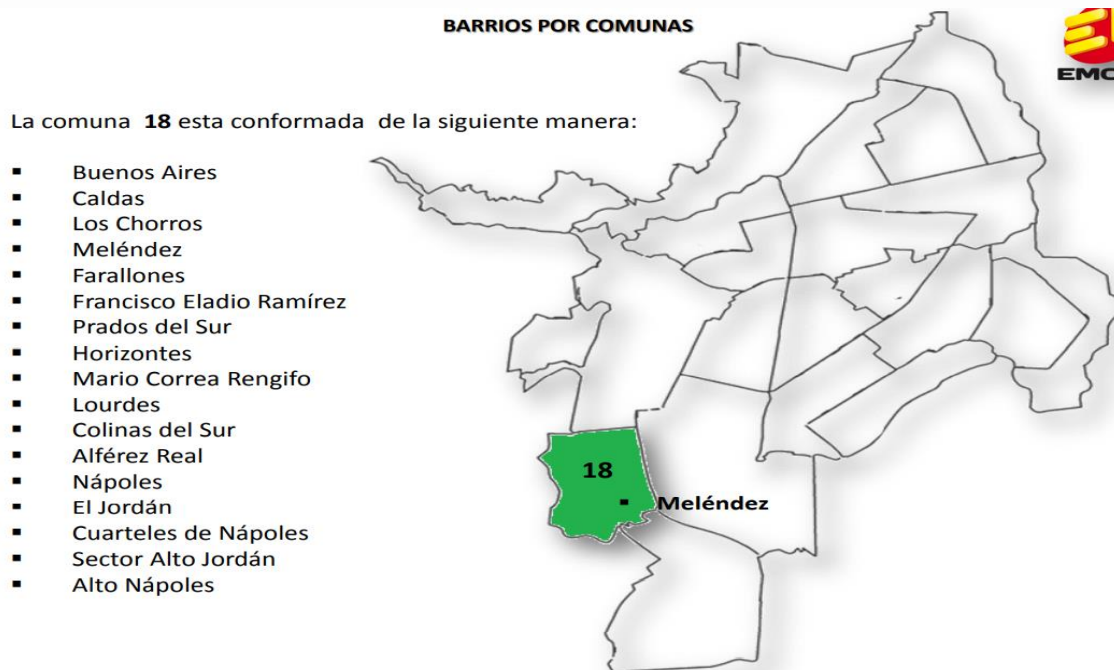 BARRIOS POR COMUNAS
La comuna 18 esta conformada de la siguiente manera:
▪ Buenos Aires
▪ Caldas
▪ Los Chorros
▪ Meléndez
▪ Farallones
▪ Francisco Eladio Ramírez
▪ Prados del Sur
▪ Horizontes
▪ Mario Correa Rengifo
▪ Lourdes
▪ Colinas del Sur
▪ Alférez Real
▪ Nápoles
▪ El Jordán
▪ Cuarteles de Nápoles
▪ Sector Alto Jordán
▪ Alto Nápoles
18
▪ Meléndez